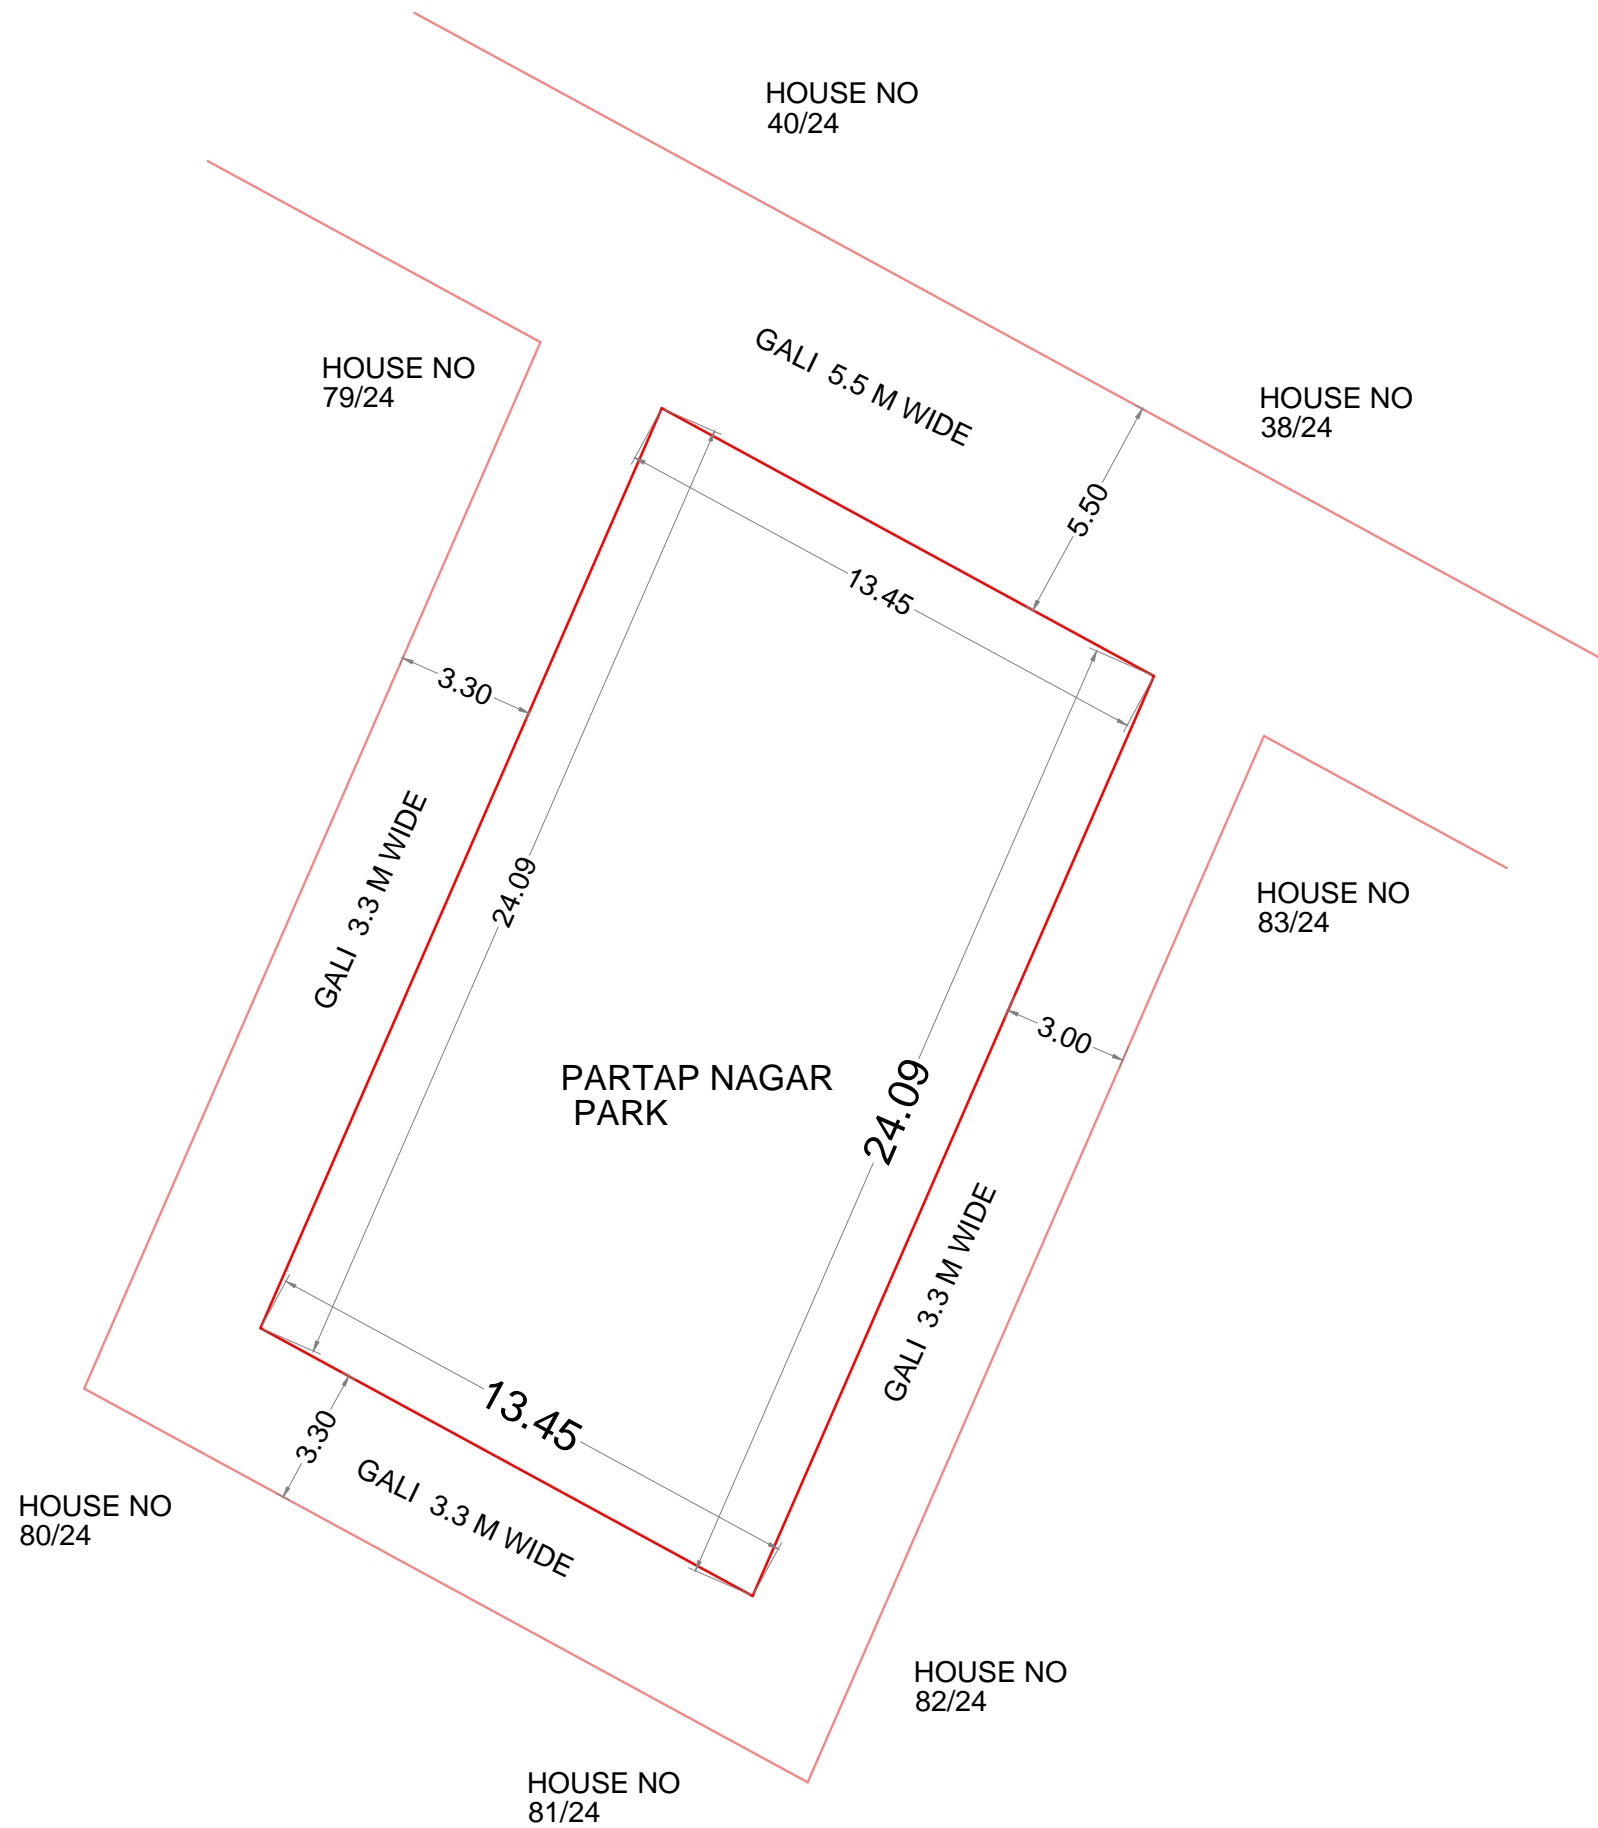 HOUSE NO
40/24
GALI  5.5 M WIDE
HOUSE NO
79/24
HOUSE NO
38/24
5.50
13.45
3.30
24.09
GALI  3.3 M WIDE
HOUSE NO
83/24
3.00
PARTAP NAGAR
PARK
24.09
GALI  3.3 M WIDE
13.45
3.30
GALI  3.3 M WIDE
HOUSE NO
80/24
HOUSE NO
82/24
HOUSE NO
81/24